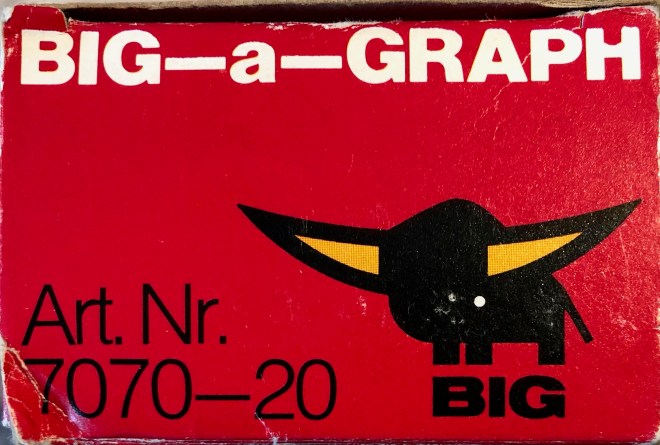 BIG—a—GRAPH
Art. Nr.
7070—20
BIG